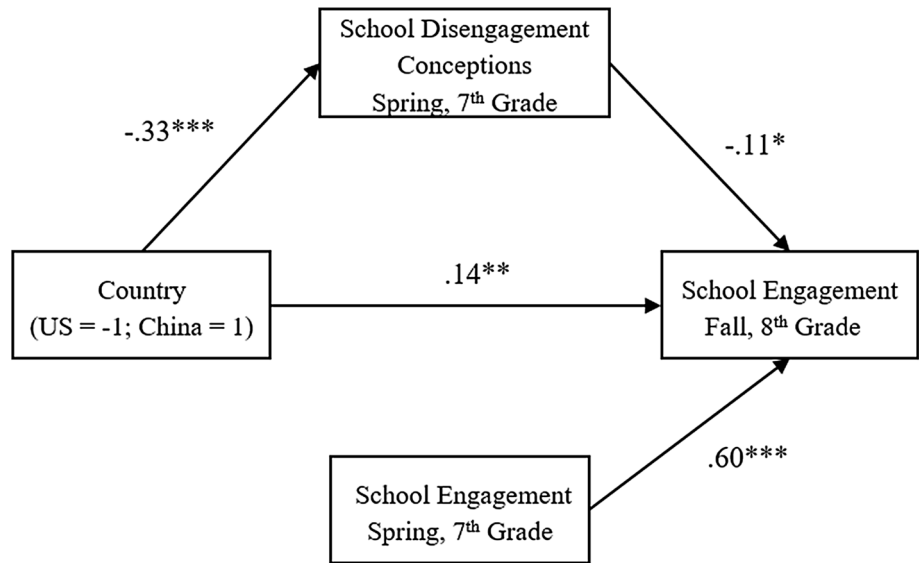 School Disengagement
Conceptions
Spring, 7th Grade
-.33***
-.11*
Country
(US = -1; China = 1)
.14**
School Engagement
Fall, 8th Grade
.60***
School Engagement
Spring, 7th Grade